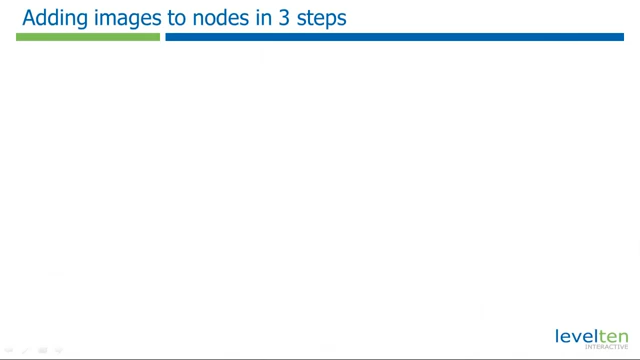 Adding images to nodes in 3 steps
levelten
INTERACTIVE